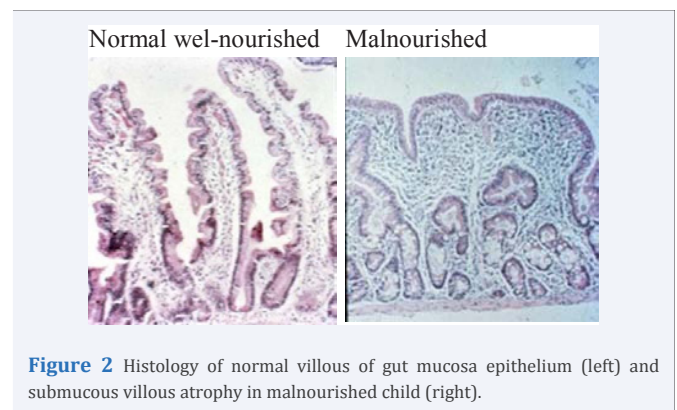 Normal wel-nourished Malnourished
Figure 2 Histology of normal villous of gut mucosa epithelium (left) and
submucous villous atrophy in malnourished child (right).